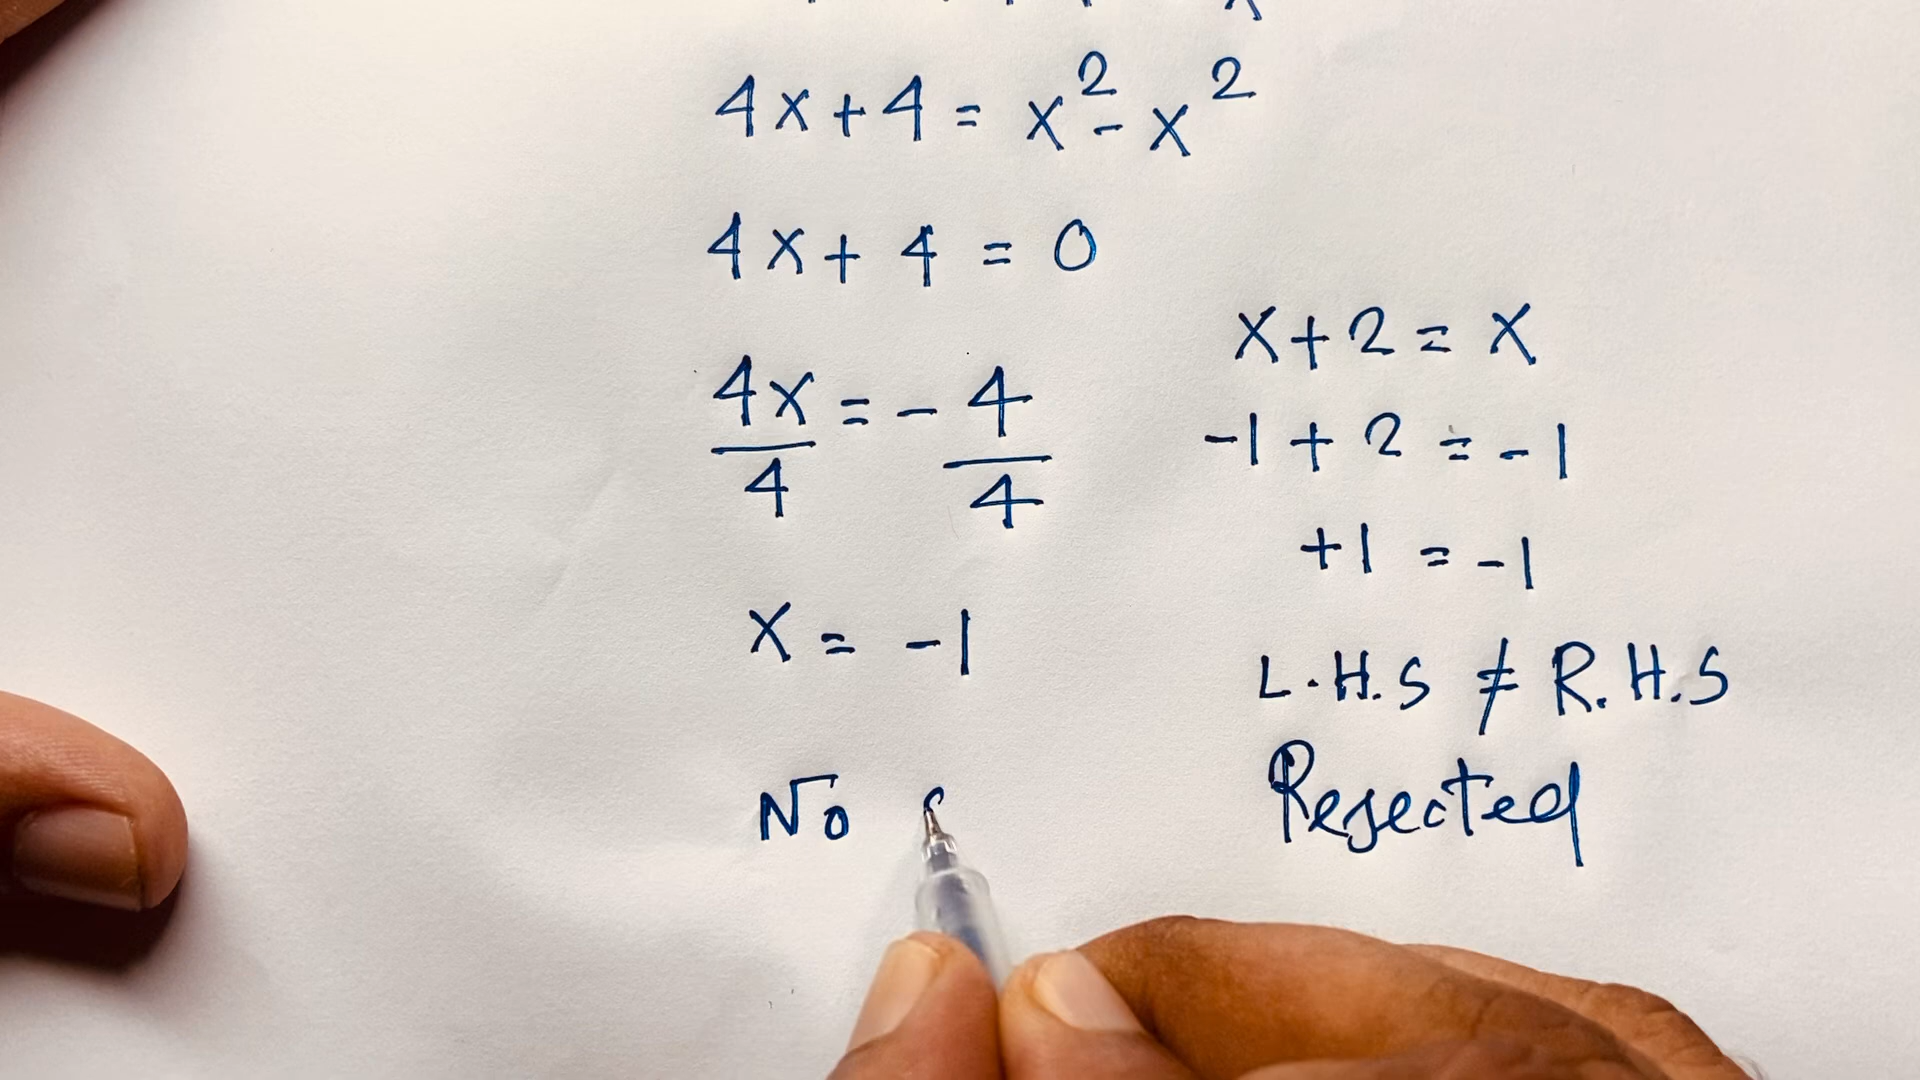 4x+4 = x² - x²
4x + 4 = 0
4x/4 = - 4/4
x = -1
No
x + 2 = x
-1 + 2 = -1
+1 = -1
L.H.S ≠ R.H.S
Rejected